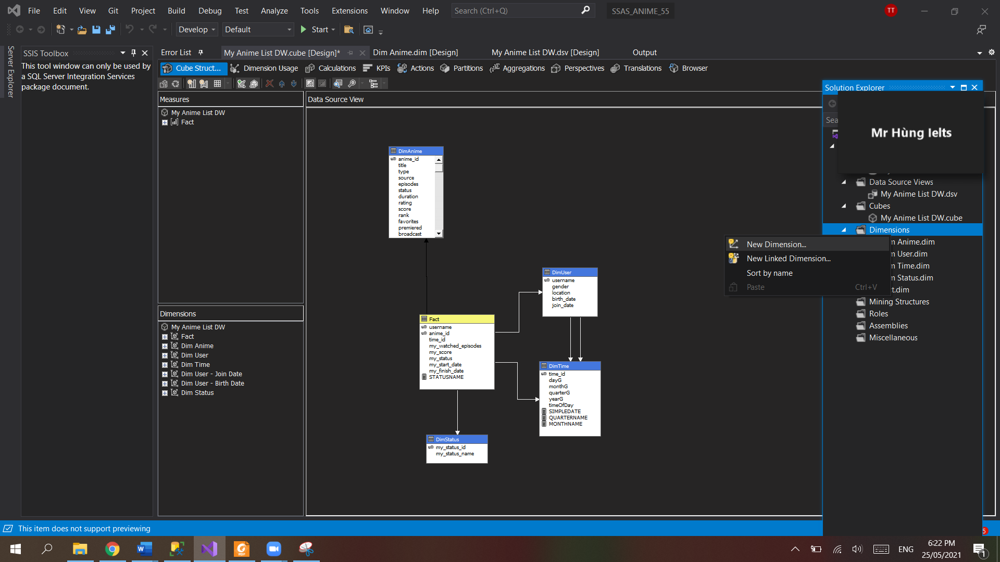 File Edit View Git Project Build Debug Test Analyze Tools Extensions Window Help Search (Ctrl+Q) SSAS_ANIME_55 TT
Develop Default Start
Server Explorer
SSIS Toolbox
This tool window can only be used by
a SQL Server Integration Services
package document.
Error List My Anime List DW.cube [Design]* Dim Anime.dim [Design] My Anime List DW.dsv [Design] Output
Cube Struct... Dimension Usage Calculations KPIs Actions Partitions Aggregations Perspectives Translations Browser
Measures
My Anime List DW
Fact
Dimensions
My Anime List DW
Fact
Dim Anime
Dim User
Dim Time
Dim User - Join Date
Dim User - Birth Date
Dim Status
Data Source View
DimAnime
anime_id
title
type
source
episodes
status
duration
rating
score
rank
favorites
premiered
broadcast
DimUser
username
gender
location
birth_date
join_date
Fact
username
anime_id
time_id
my_watched_episodes
my_score
my_status
my_start_date
my_finish_date
STATUSNAME
DimTime
time_id
dayG
monthG
quarterG
yearG
timeOfDay
SIMPLEDATE
QUARTERNAME
MONTHNAME
DimStatus
my_status_id
my_status_name
Solution Explorer
Sea
Mr Hùng Ielts
Data Source Views
My Anime List DW.dsv
Cubes
My Anime List DW.cube
Dimensions
m Anime.dim
m User.dim
m Time.dim
m Status.dim
ct.dim
Mining Structures
Roles
Assemblies
Miscellaneous
New Dimension...
New Linked Dimension...
Sort by name
Paste Ctrl+V
This item does not support previewing
5
ENG
6:22 PM
25/05/2021
1